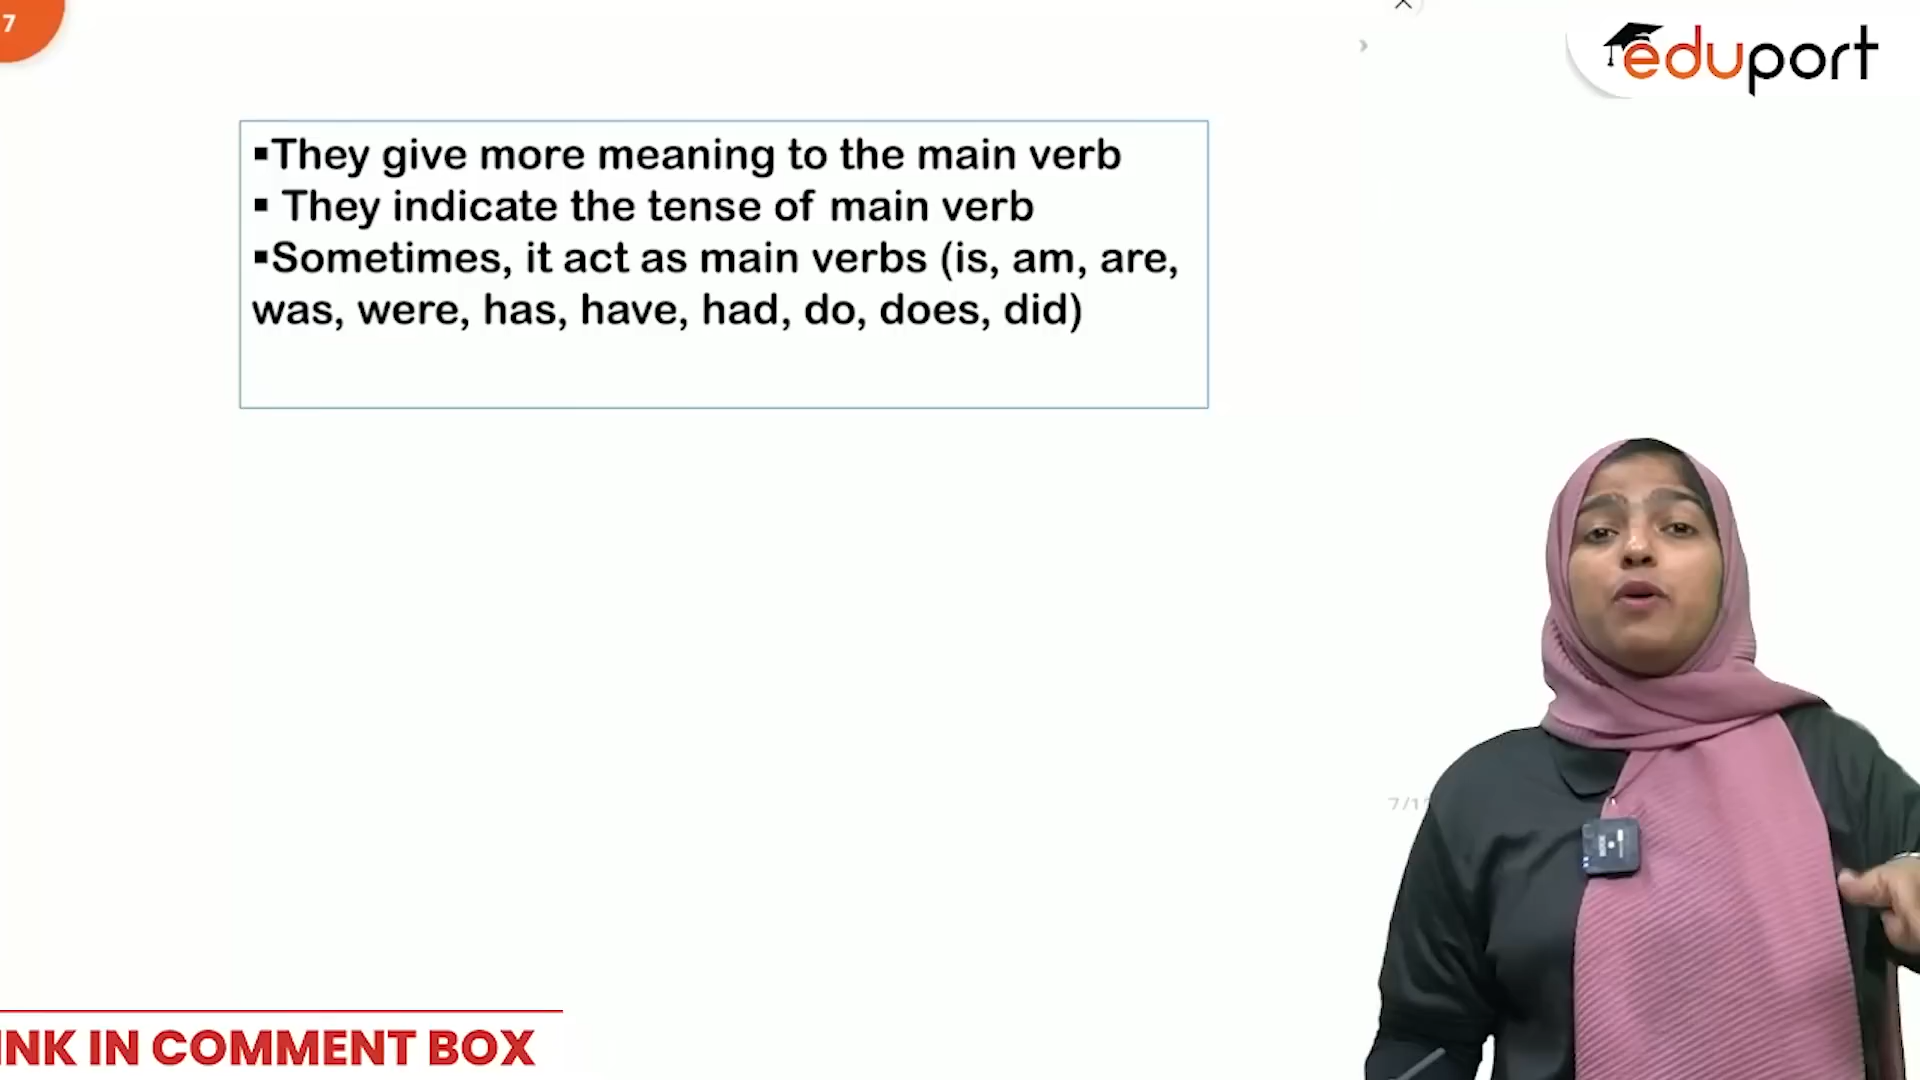 7
eduport
▪They give more meaning to the main verb
▪ They indicate the tense of main verb
▪Sometimes, it act as main verbs (is, am, are,
was, were, has, have, had, do, does, did)
7/1
INK IN COMMENT BOX